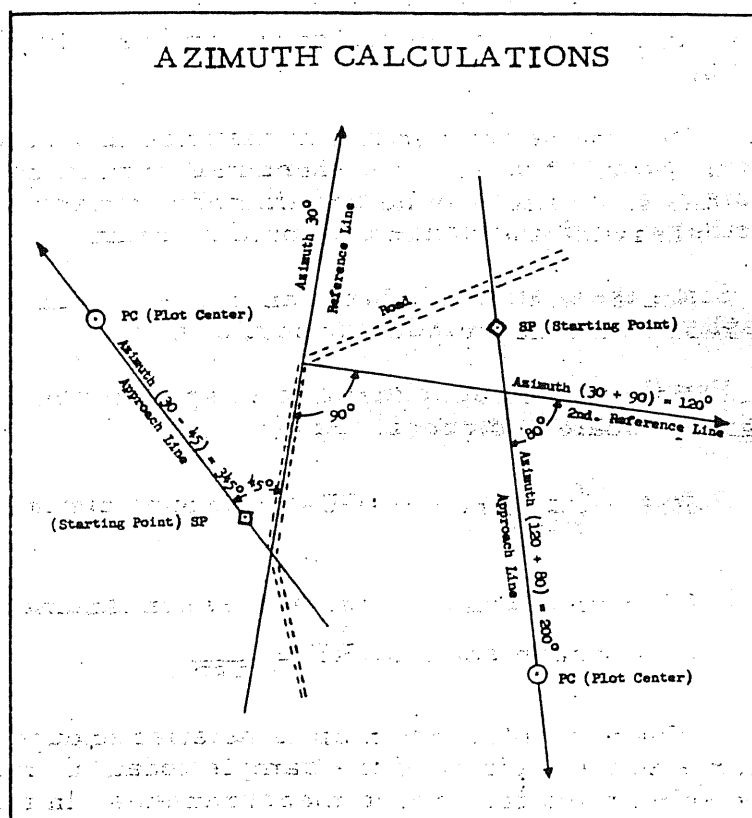 AZIMUTH CALCULATIONS
Azimuth 30°
Reference Line
Road
PC (Plot Center)
SP (Starting Point)
Azimuth (30 - 45) = 345°
Approach Line
45°
90°
Azimuth (30 + 90) = 120°
2nd. Reference Line
80°
(Starting Point) SP
Azimuth (120 + 80) = 200°
Approach Line
PC (Plot Center)